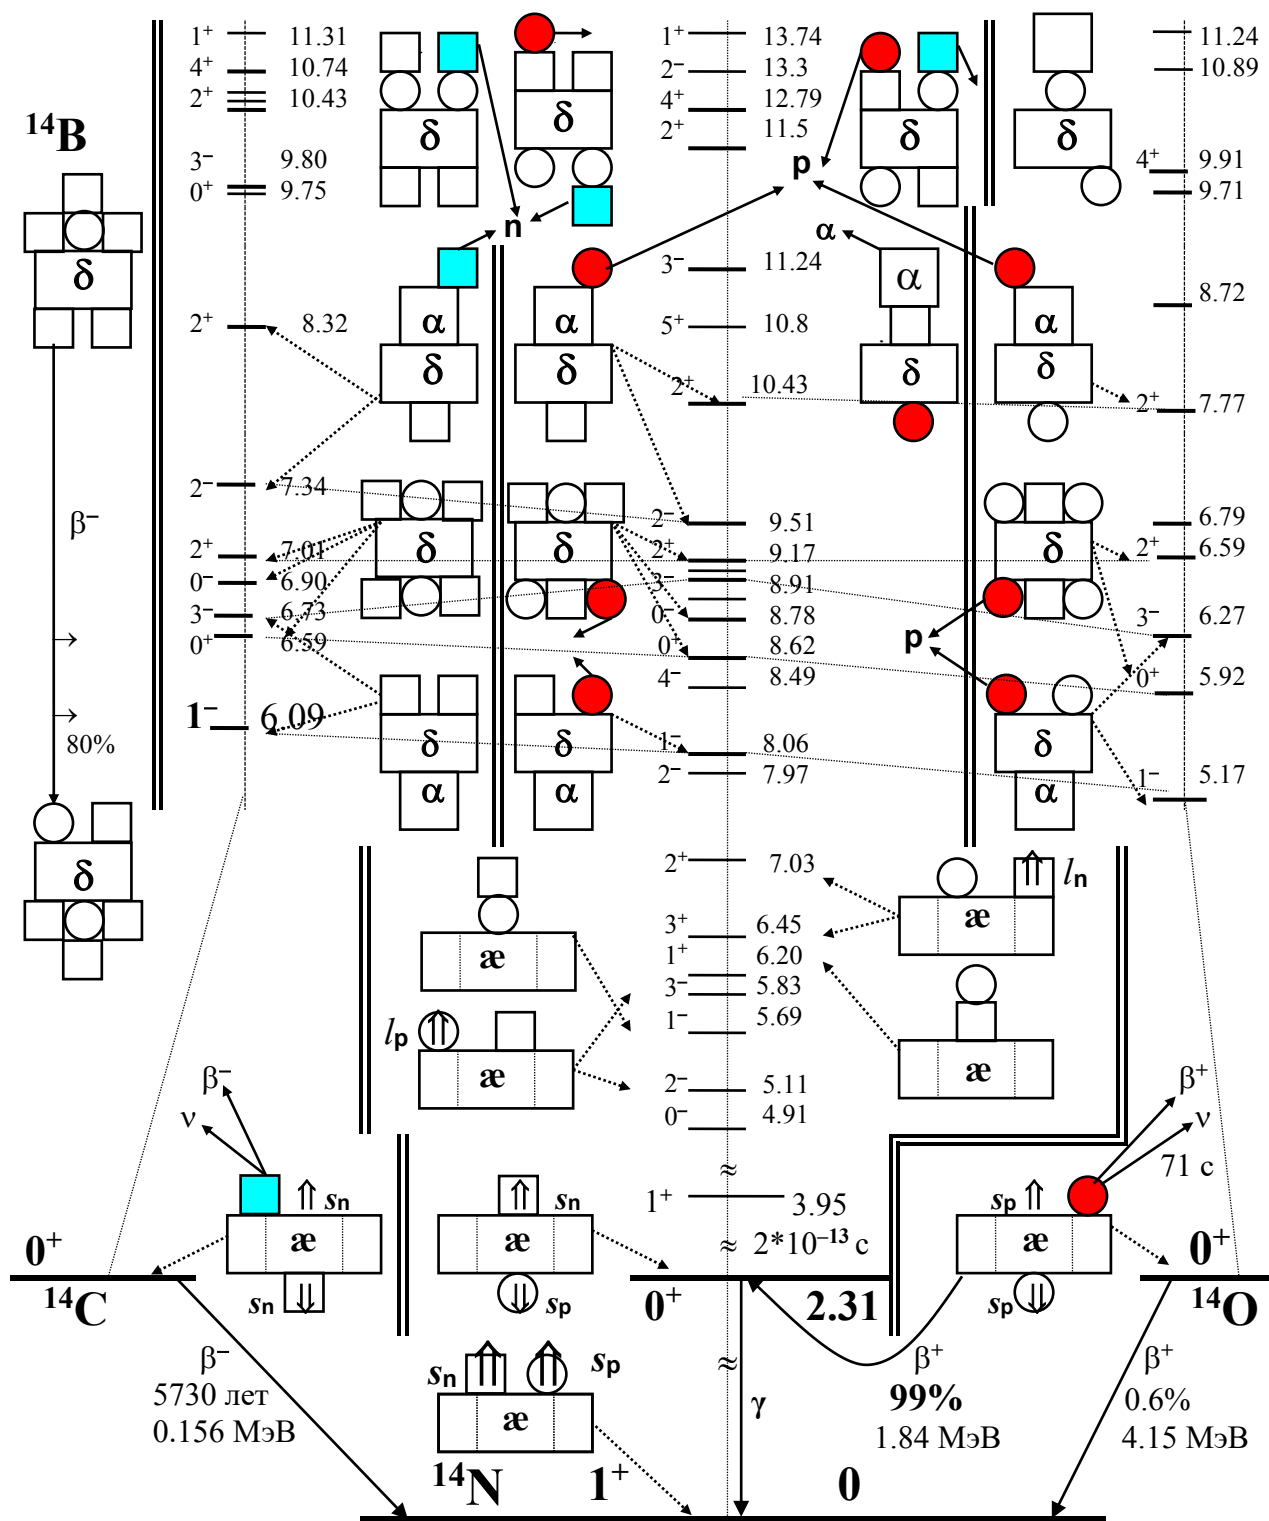 ¹⁴B
β⁻
80%
δ
δ
1⁺ 11.31
4⁺ 10.74
2⁺ 10.43
3⁻ 9.80
0⁺ 9.75
2⁺ 8.32
2⁻ 7.34
2⁺ 7.01
0⁻ 6.90
3⁻ 6.73
0⁺ 6.59
1⁻ 6.09
δ
δ
n
α
δ
α
δ
δ
δ
δ
α
δ
α
1⁺ 13.74
2⁻ 13.3
4⁺ 12.79
2⁺ 11.5
3⁻ 11.24
5⁺ 10.8
2⁺ 10.43
2⁻ 9.51
2⁺ 9.17
3⁻ 8.91
0⁻ 8.78
0⁺ 8.62
4⁻ 8.49
1⁻ 8.06
2⁻ 7.97
2⁺ 7.03
3⁺ 6.45
1⁺ 6.20
3⁻ 5.83
1⁻ 5.69
2⁻ 5.11
0⁻ 4.91
≈
1⁺ 3.95
≈ 2*10⁻¹³ с
δ
δ
p
α
α
δ
α
δ
δ
p
δ
α
11.24
10.89
4⁺ 9.91
9.71
8.72
2⁺ 7.77
6.79
2⁺ 6.59
3⁻ 6.27
0⁺ 5.92
1⁻ 5.17
æ
lp ⇑
æ
⇑ ln
æ
æ
β⁻
ν
⇑ sn
æ
sn ⇓
0⁺
¹⁴C
⇑ sn
æ
⇓ sp
0⁺ 2.31
β⁺
ν
71 с
sp ⇑
æ
sp ⇓
0⁺
¹⁴O
β⁻
5730 лет
0.156 МэВ
sn ⇑ ⇑ sp
æ
¹⁴N 1⁺
≈
γ
β⁺
99%
1.84 МэВ
0
β⁺
0.6%
4.15 МэВ